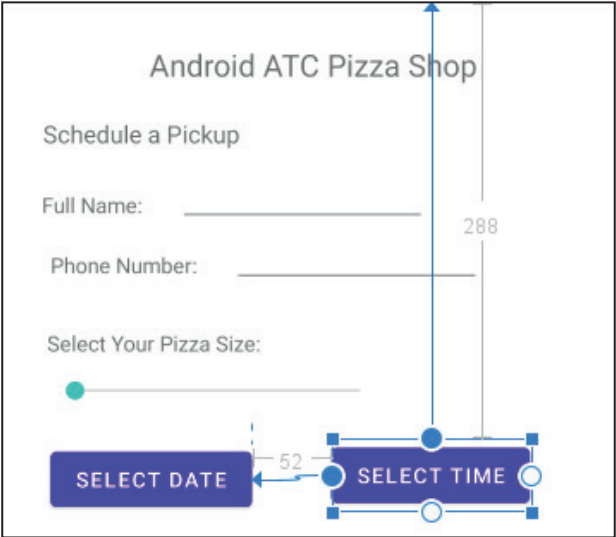 Android ATC Pizza Shop
Schedule a Pickup
Full Name:
288
Phone Number:
Select Your Pizza Size:
52
SELECT DATE
SELECT TIME